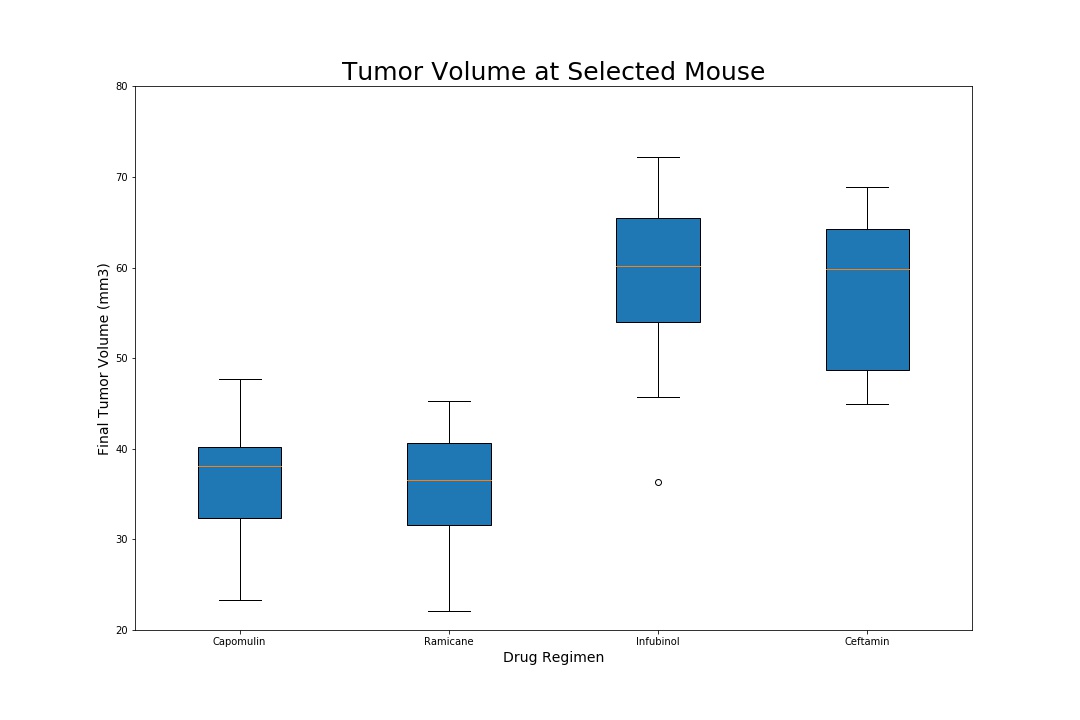 Tumor Volume at Selected Mouse
80
70
60
50
40
30
20
Final Tumor Volume (mm3)
Capomulin Ramicane Infubinol Ceftamin
Drug Regimen